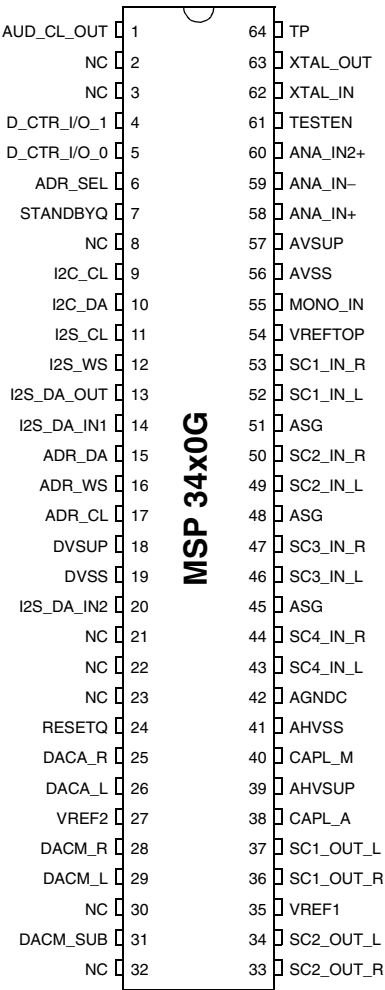 AUD_CL_OUT 1 64 TP
NC 2 63 XTAL_OUT
NC 3 62 XTAL_IN
D_CTR_I/O_1 4 61 TESTEN
D_CTR_I/O_0 5 60 ANA_IN2+
ADR_SEL 6 59 ANA_IN−
STANDBYQ 7 58 ANA_IN+
NC 8 57 AVSUP
I2C_CL 9 56 AVSS
I2C_DA 10 55 MONO_IN
I2S_CL 11 54 VREFTOP
I2S_WS 12 53 SC1_IN_R
I2S_DA_OUT 13 52 SC1_IN_L
I2S_DA_IN1 14 51 ASG
ADR_DA 15 50 SC2_IN_R
ADR_WS 16 49 SC2_IN_L
ADR_CL 17 48 ASG
DVSUP 18 47 SC3_IN_R
DVSS 19 46 SC3_IN_L
I2S_DA_IN2 20 45 ASG
NC 21 44 SC4_IN_R
NC 22 43 SC4_IN_L
NC 23 42 AGNDC
RESETQ 24 41 AHVSS
DACA_R 25 40 CAPL_M
DACA_L 26 39 AHVSUP
VREF2 27 38 CAPL_A
DACM_R 28 37 SC1_OUT_L
DACM_L 29 36 SC1_OUT_R
NC 30 35 VREF1
DACM_SUB 31 34 SC2_OUT_L
NC 32 33 SC2_OUT_R
MSP 34x0G